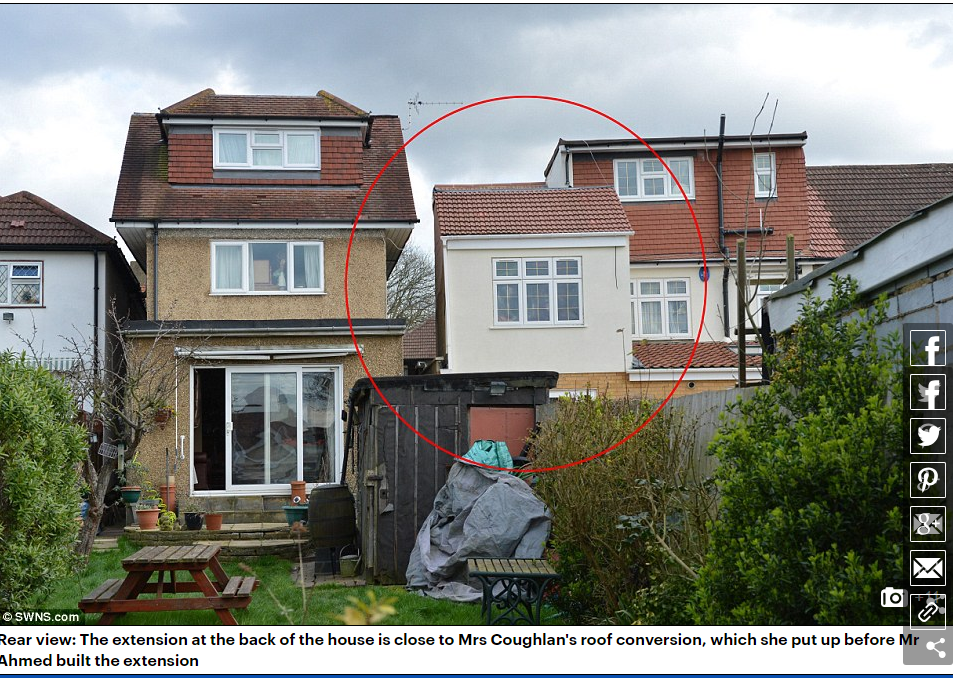 © SWNS.com
Rear view: The extension at the back of the house is close to Mrs Coughlan's roof conversion, which she put up before Mr
Ahmed built the extension